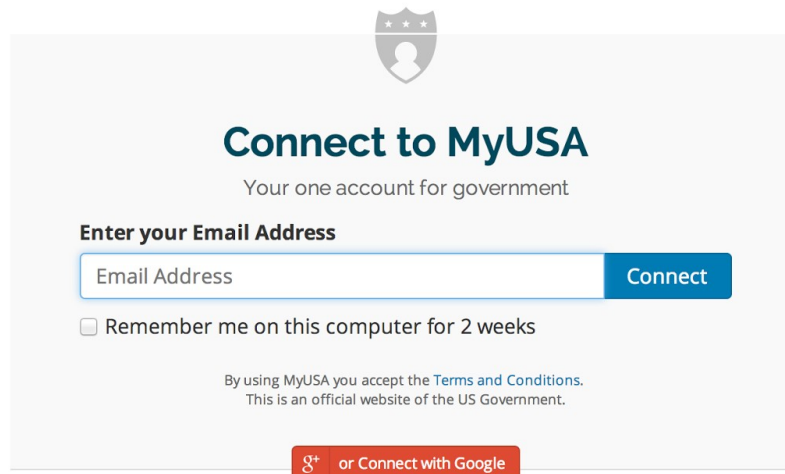 Connect to MyUSA
Your one account for government
Enter your Email Address
Email Address
Connect
Remember me on this computer for 2 weeks
By using MyUSA you accept the Terms and Conditions.
This is an official website of the US Government.
g+ or Connect with Google